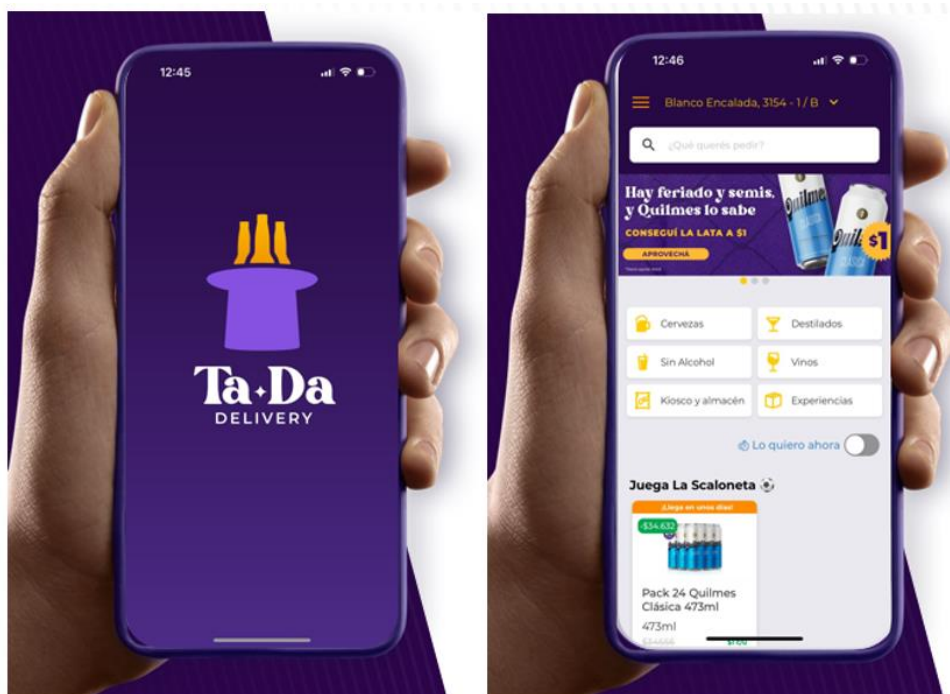 12:45
Ta Da
DELIVERY
12:46
Blanco Encalada, 3154 - 1 / B
¿Qué querés pedir?
Hay feriado y semis,
y Quilmes lo sabe
CONSEGUÍ LA LATA A $1
APROVECHÁ
Quilmes
Quil
$1
Cervezas
Destilados
Sin Alcohol
Vinos
Kiosco y almacén
Experiencias
Lo quiero ahora
Juega La Scaloneta
¡Llega en unos días!
-$34.632
Pack 24 Quilmes
Clásica 473ml
473ml